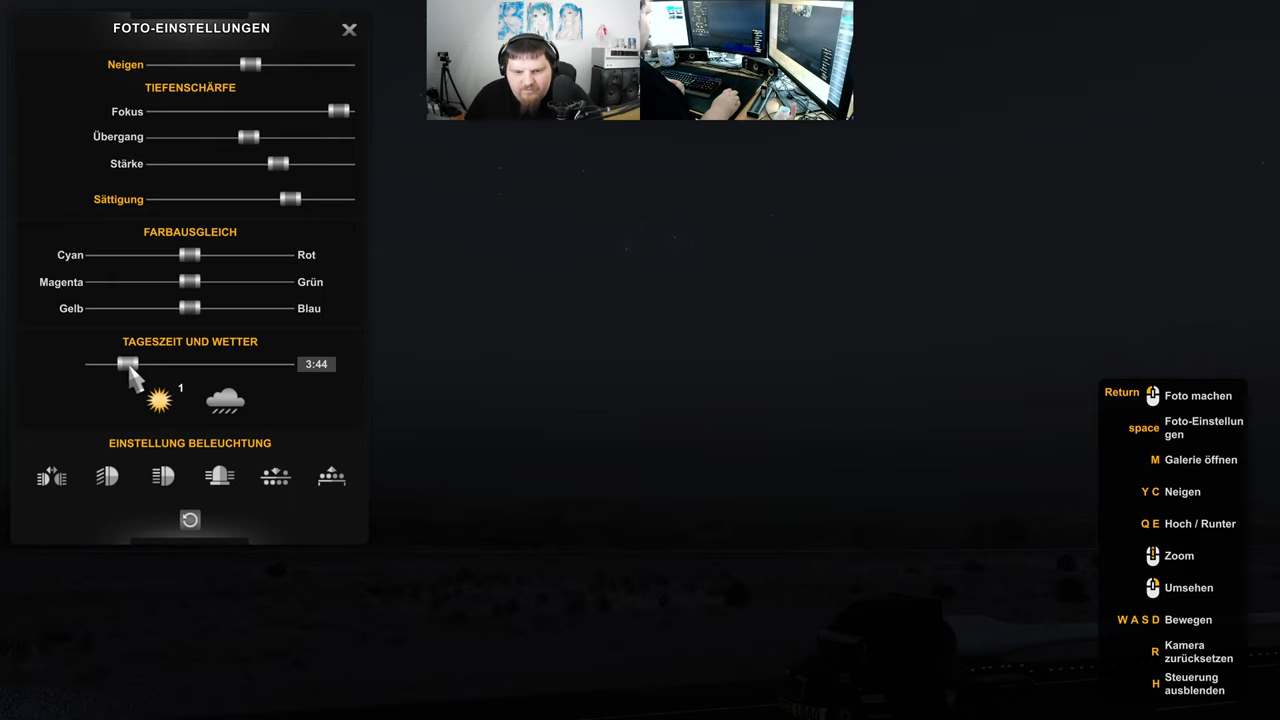 FOTO-EINSTELLUNGEN
Neigen
TIEFENSCHÄRFE
Fokus
Übergang
Stärke
Sättigung
FARBAUSGLEICH
Cyan Rot
Magenta Grün
Gelb Blau
TAGESZEIT UND WETTER
3:44
1
EINSTELLUNG BELEUCHTUNG
Return Foto machen
space Foto-Einstellun
gen
M Galerie öffnen
Y C Neigen
Q E Hoch / Runter
Zoom
Umsehen
W A S D Bewegen
R Kamera
zurücksetzen
H Steuerung
ausblenden